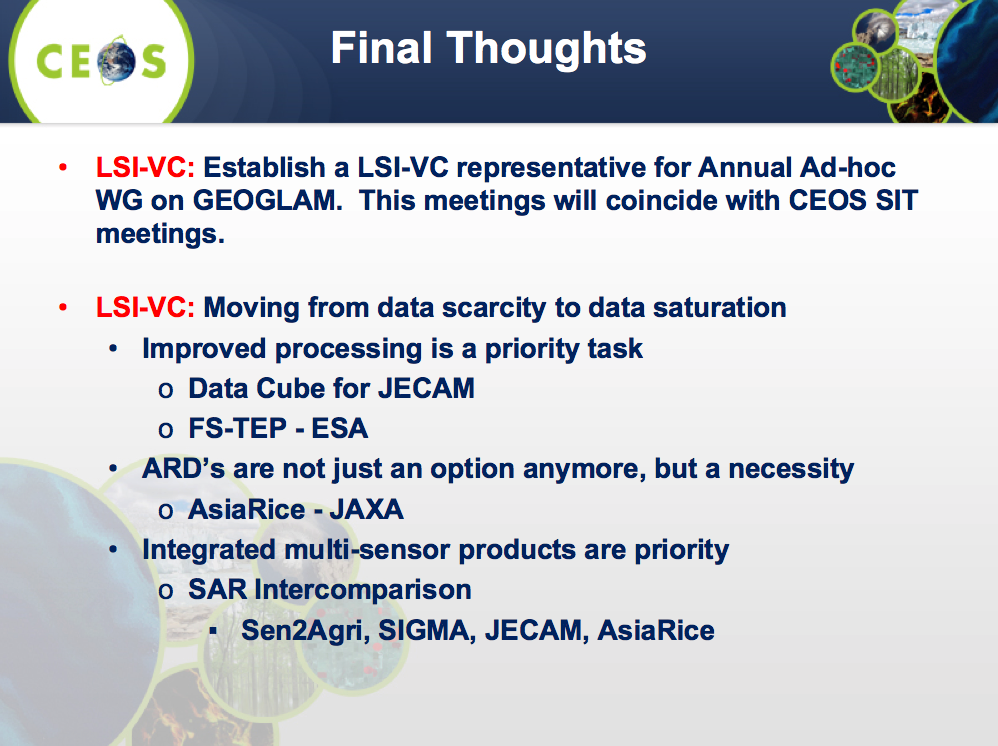 CEOS
Final Thoughts
• LSI-VC: Establish a LSI-VC representative for Annual Ad-hoc
WG on GEOGLAM.  This meetings will coincide with CEOS SIT
meetings.
• LSI-VC: Moving from data scarcity to data saturation
• Improved processing is a priority task
o Data Cube for JECAM
o FS-TEP - ESA
• ARD’s are not just an option anymore, but a necessity
o AsiaRice - JAXA
• Integrated multi-sensor products are priority
o SAR Intercomparison
▪ Sen2Agri, SIGMA, JECAM, AsiaRice